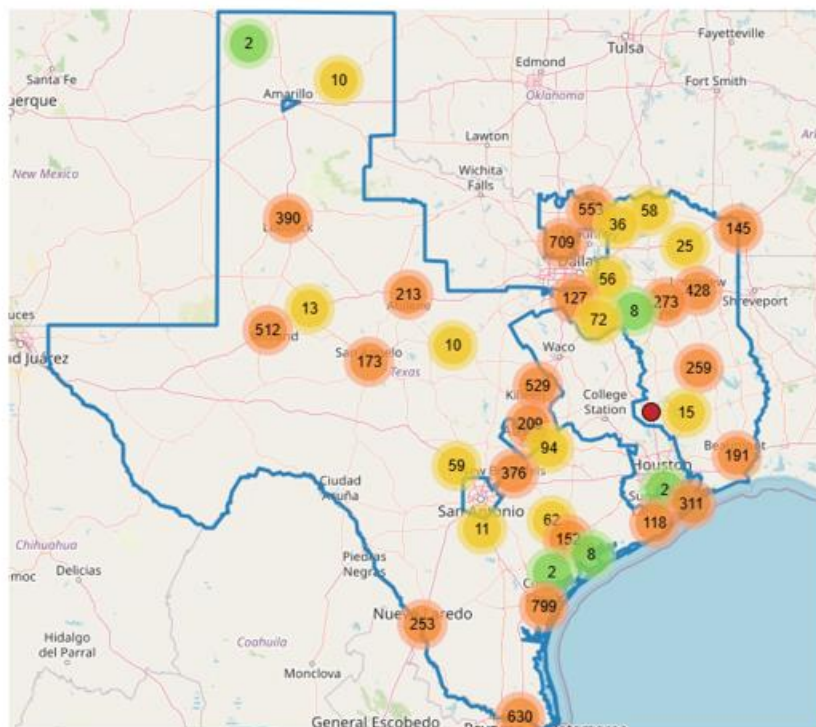 Tulsa
Fayetteville
2
Santa Fe
10
Edmond
Amarillo
Oklahoma
Fort Smith
Lawton
New Mexico
Wichita
Falls
390
553
36
58
145
709
25
Dallas
56
213
127
273
428
Shreveport
13
72
8
512
173
10
Texas
Waco
529
259
College
Station
15
209
94
59
376
191
Houston
Ciudad
Acuña
San Antonio
2
311
11
62
118
152
Chihuahua
8
Delicias
Piedras
Negras
2
799
253
Hidalgo
del Parral
Coahuila
Monclova
General Escobedo
630